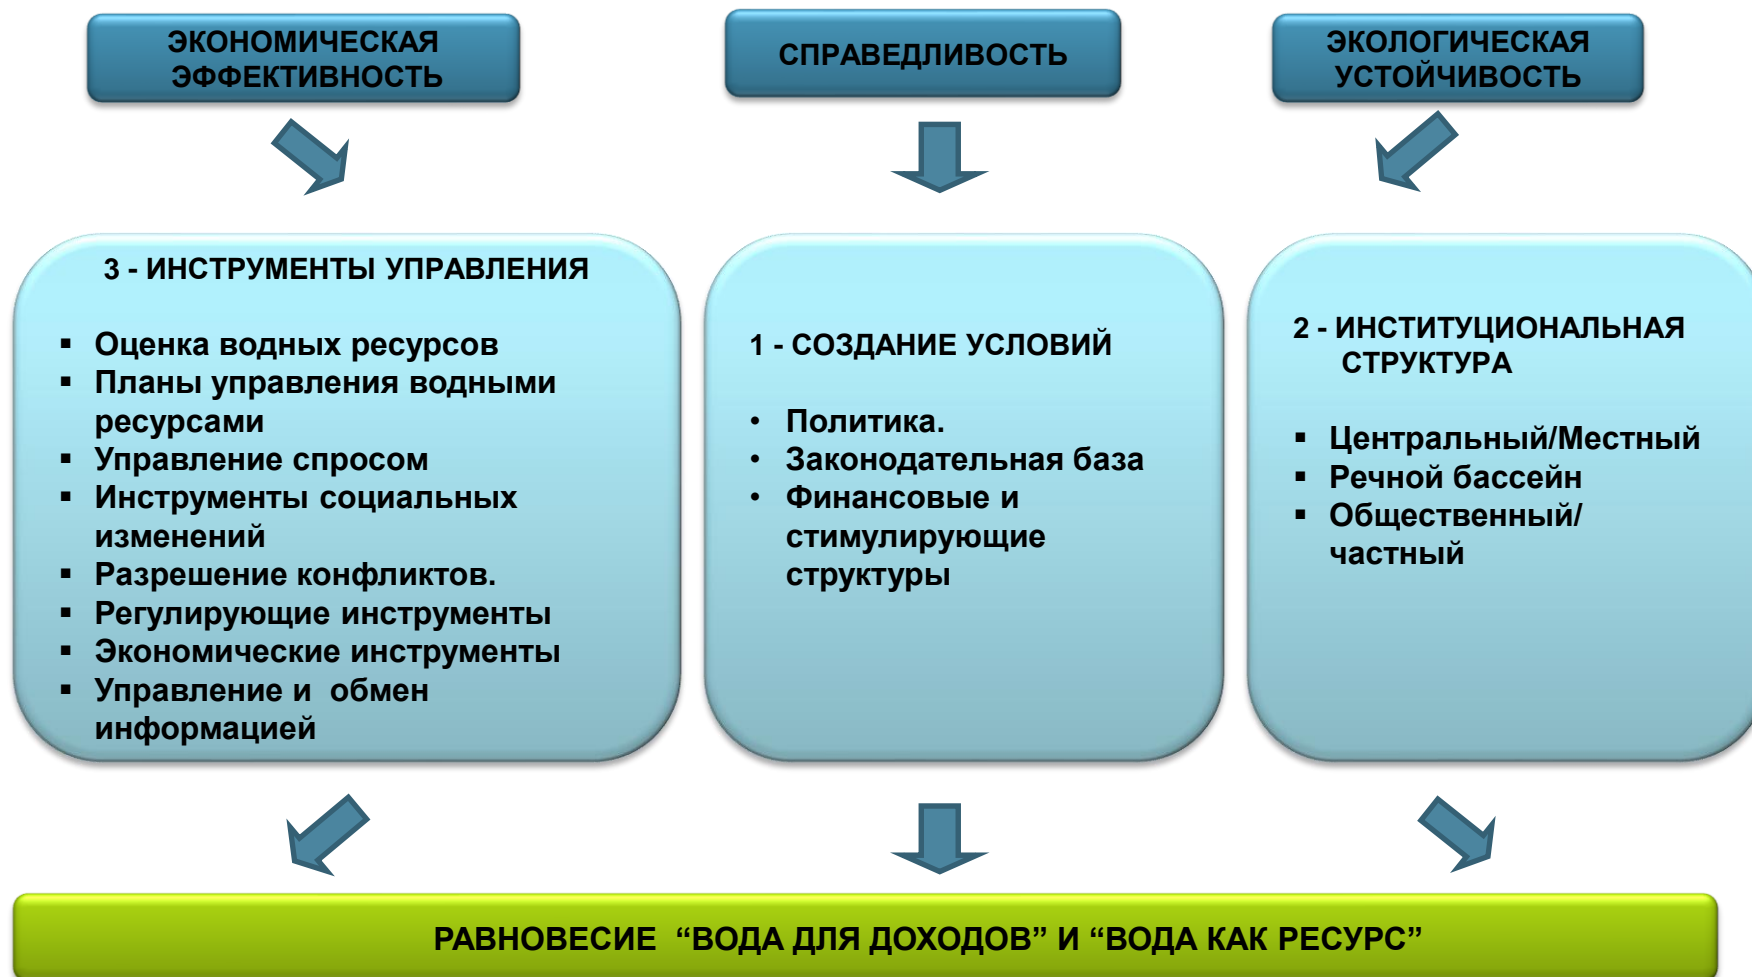 ЭКОНОМИЧЕСКАЯ
ЭФФЕКТИВНОСТЬ
СПРАВЕДЛИВОСТЬ
ЭКОЛОГИЧЕСКАЯ
УСТОЙЧИВОСТЬ
3 - ИНСТРУМЕНТЫ УПРАВЛЕНИЯ
▪ Оценка водных ресурсов
▪ Планы управления водными
ресурсами
▪ Управление спросом
▪ Инструменты социальных
изменений
▪ Разрешение конфликтов.
▪ Регулирующие инструменты
▪ Экономические инструменты
▪ Управление и обмен
информацией
1 - СОЗДАНИЕ УСЛОВИЙ
• Политика.
• Законодательная база
• Финансовые и
стимулирующие
структуры
2 - ИНСТИТУЦИОНАЛЬНАЯ
СТРУКТУРА
▪ Центральный/Местный
▪ Речной бассейн
▪ Общественный/
частный
РАВНОВЕСИЕ “ВОДА ДЛЯ ДОХОДОВ” И “ВОДА КАК РЕСУРС”